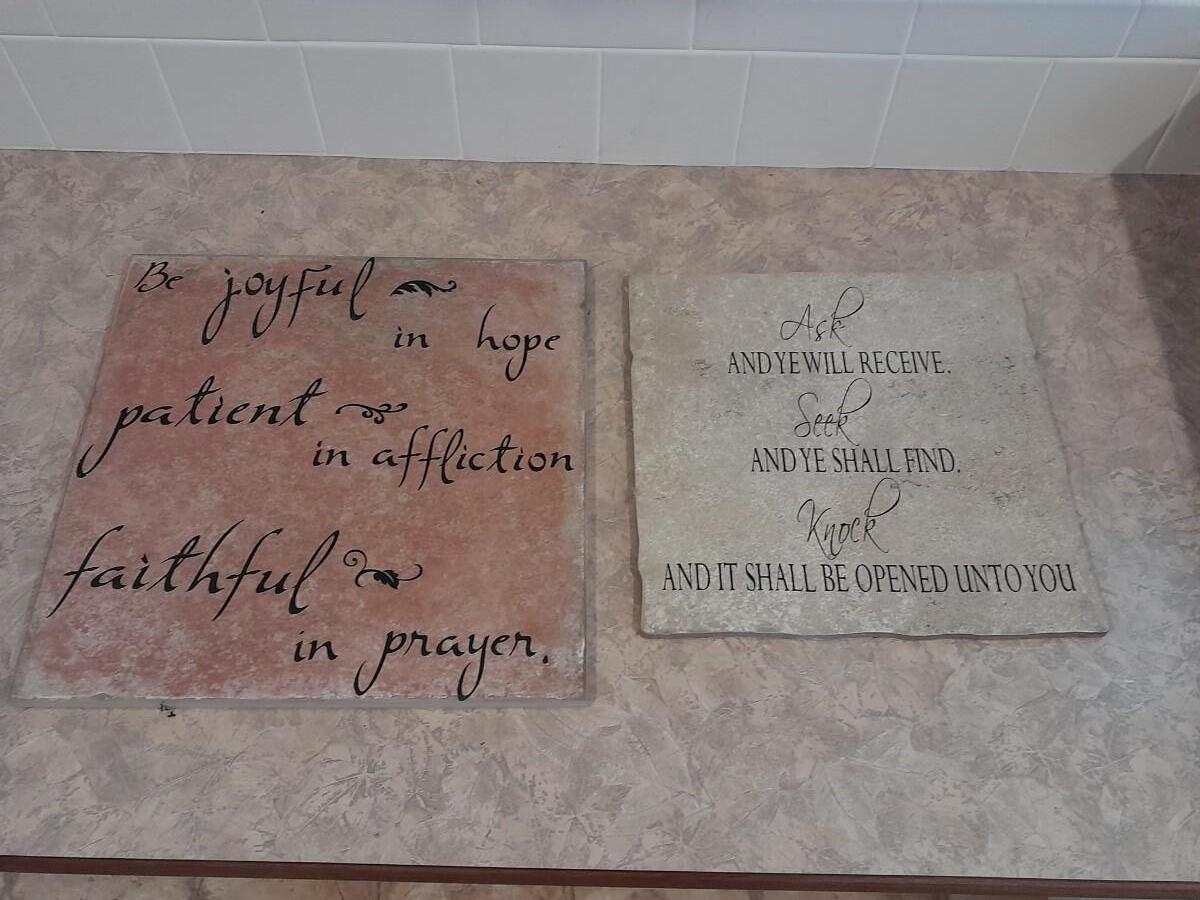 Be joyful
in hope
patient
in affliction
faithful
in prayer.
Ask
AND YE WILL RECEIVE.
Seek
AND YE SHALL FIND.
Knock
AND IT SHALL BE OPENED UNTO YOU